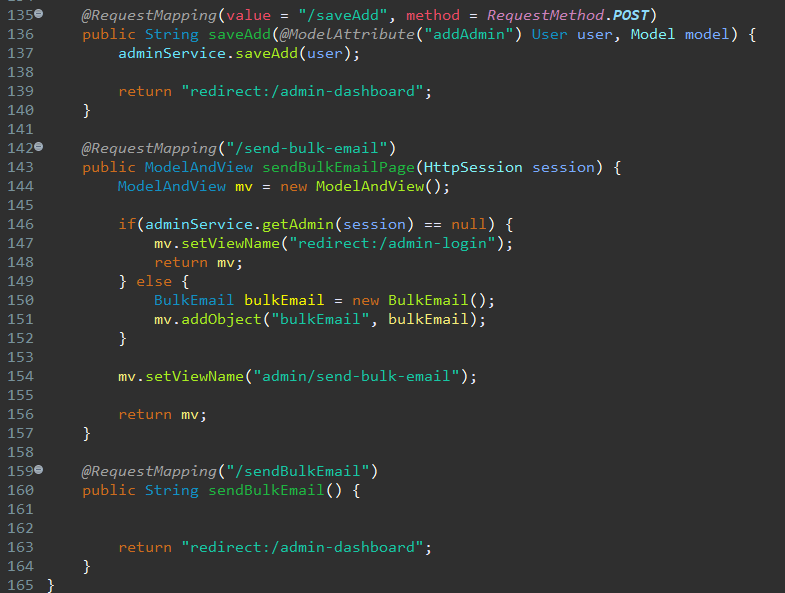 135 @RequestMapping(value = "/saveAdd", method = RequestMethod.POST)
136 public String saveAdd(@ModelAttribute("addAdmin") User user, Model model) {
137 adminService.saveAdd(user);
138
139 return "redirect:/admin-dashboard";
140 }
141
142 @RequestMapping("/send-bulk-email")
143 public ModelAndView sendBulkEmailPage(HttpSession session) {
144 ModelAndView mv = new ModelAndView();
145
146 if(adminService.getAdmin(session) == null) {
147 mv.setViewName("redirect:/admin-login");
148 return mv;
149 } else {
150 BulkEmail bulkEmail = new BulkEmail();
151 mv.addObject("bulkEmail", bulkEmail);
152 }
153
154 mv.setViewName("admin/send-bulk-email");
155
156 return mv;
157 }
158
159 @RequestMapping("/sendBulkEmail")
160 public String sendBulkEmail() {
161
162
163 return "redirect:/admin-dashboard";
164 }
165 }